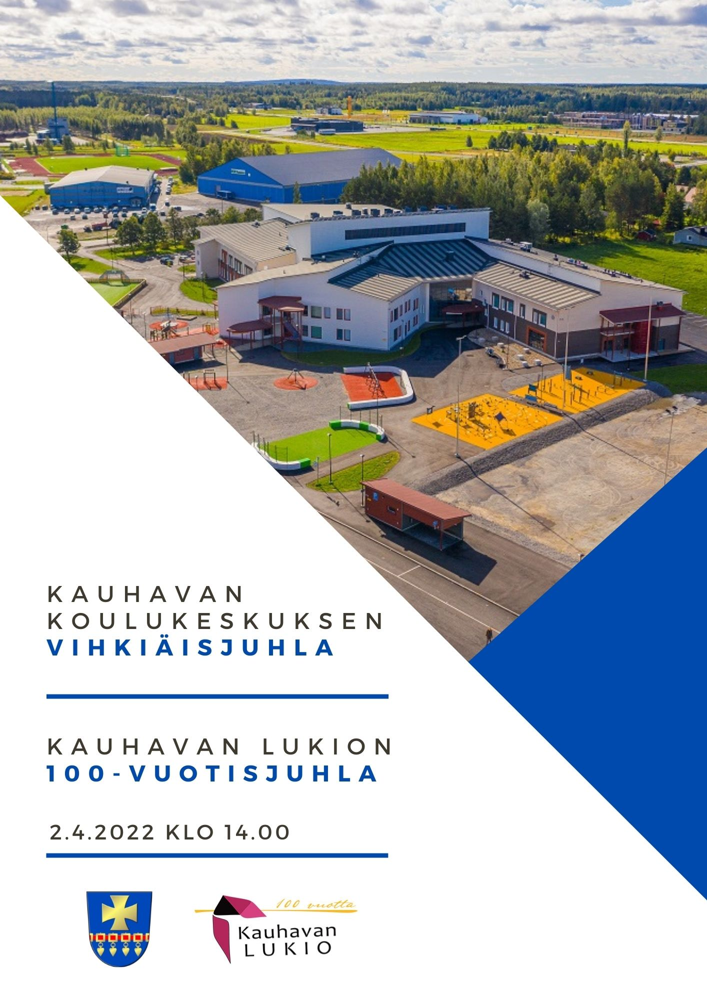 KAUHAVAN
KOULUKESKUKSEN
VIHKIÄISJUHLA
KAUHAVAN LUKION
100-VUOTISJUHLA
2.4.2022 KLO 14.00
100 vuotta
Kauhavan
LUKIO